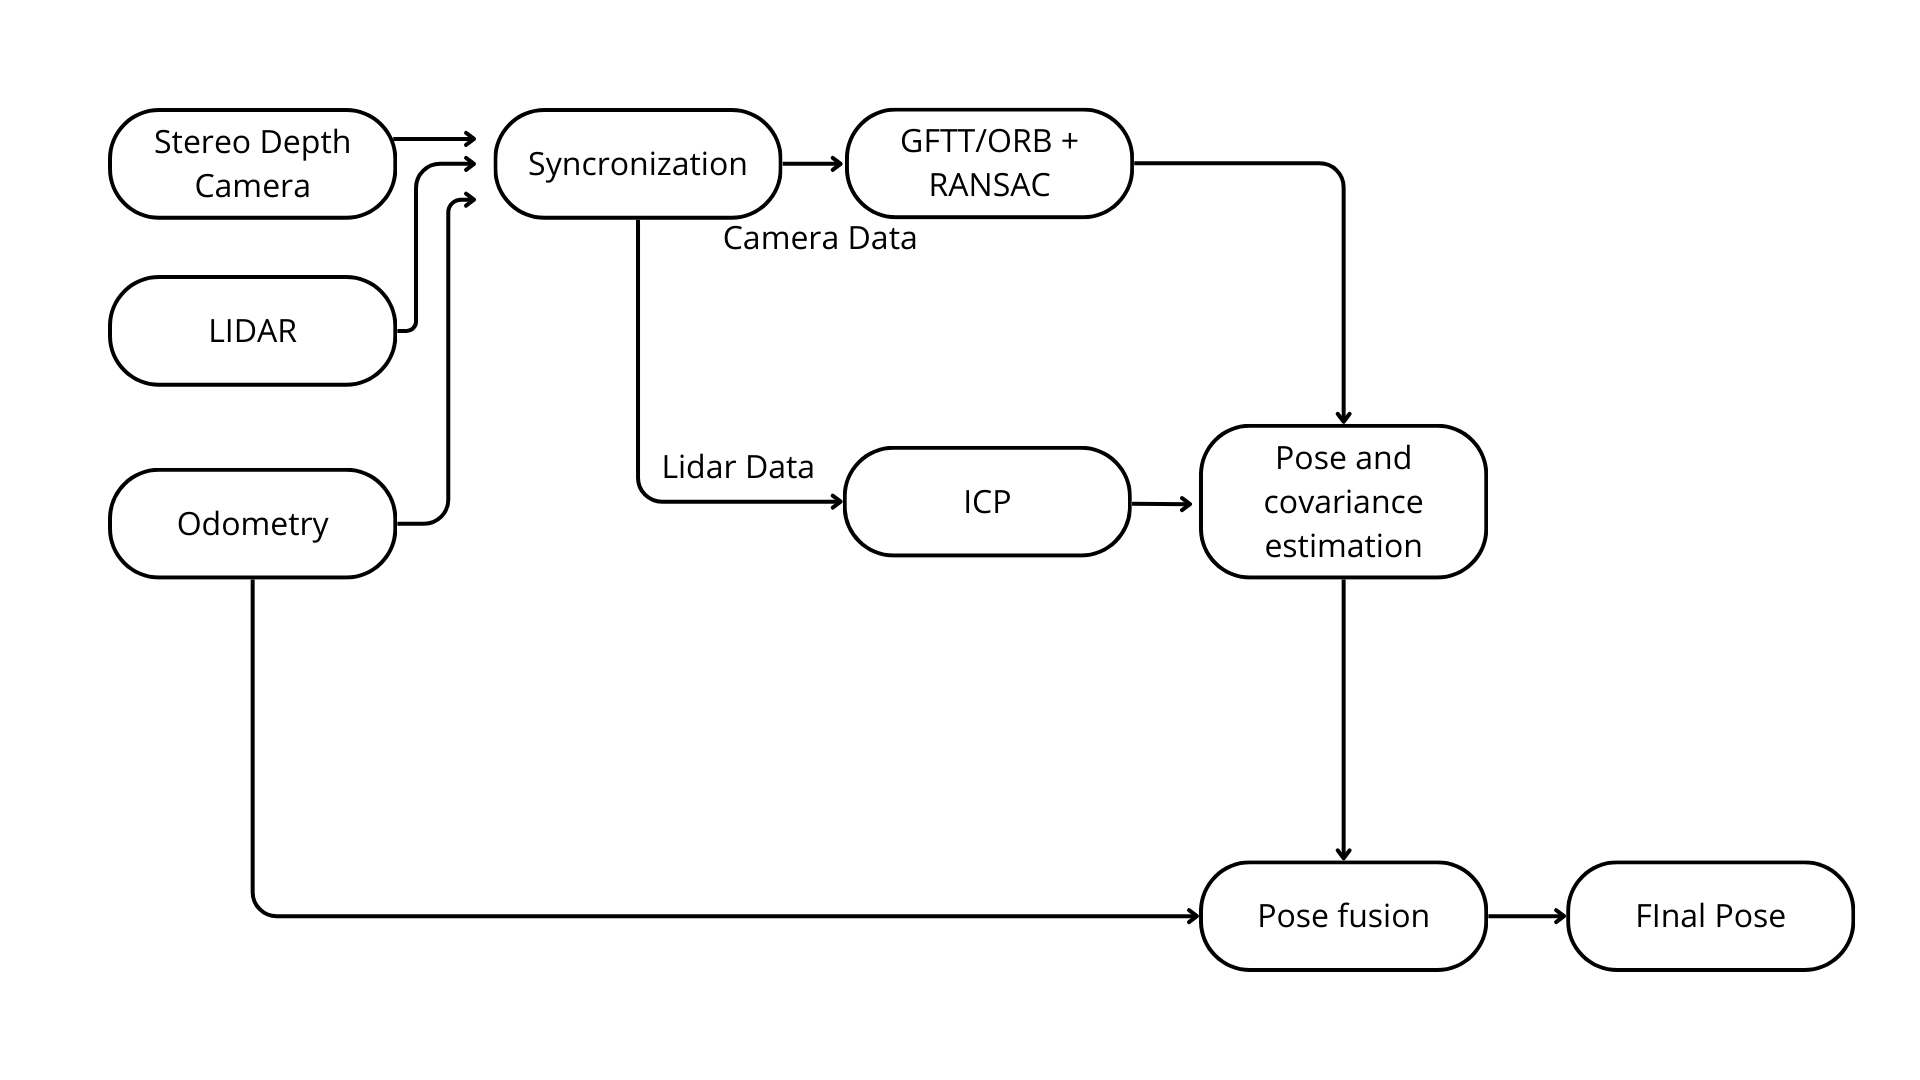 Stereo Depth
Camera
Syncronization
GFTT/ORB +
RANSAC
Camera Data
LIDAR
Lidar Data
ICP
Pose and
covariance
estimation
Odometry
Pose fusion
FInal Pose